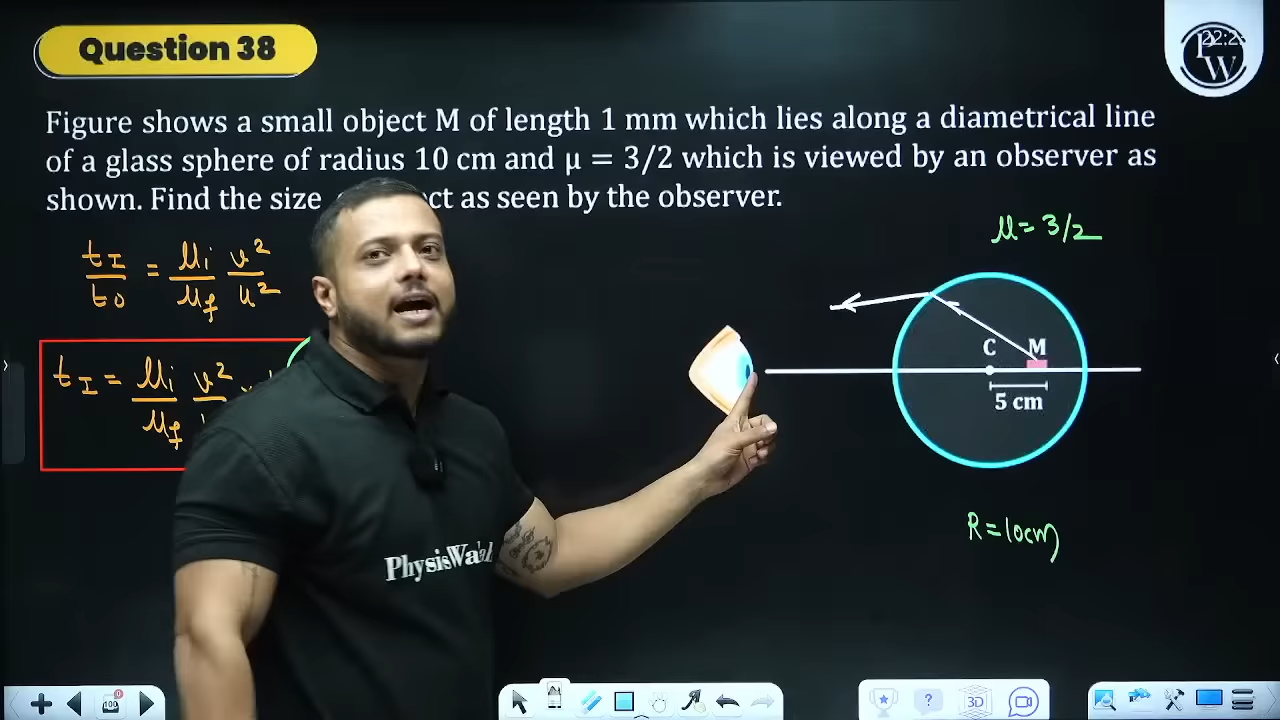 Question 38
Figure shows a small object M of length 1 mm which lies along a diametrical line
of a glass sphere of radius 10 cm and μ = 3/2 which is viewed by an observer as
shown. Find the size as seen by the observer.
tI/tO = μi/μf v²/u²
tI = μi/μf v²
μ = 3/2
C M
5 cm
R = 10cm
PW
3D